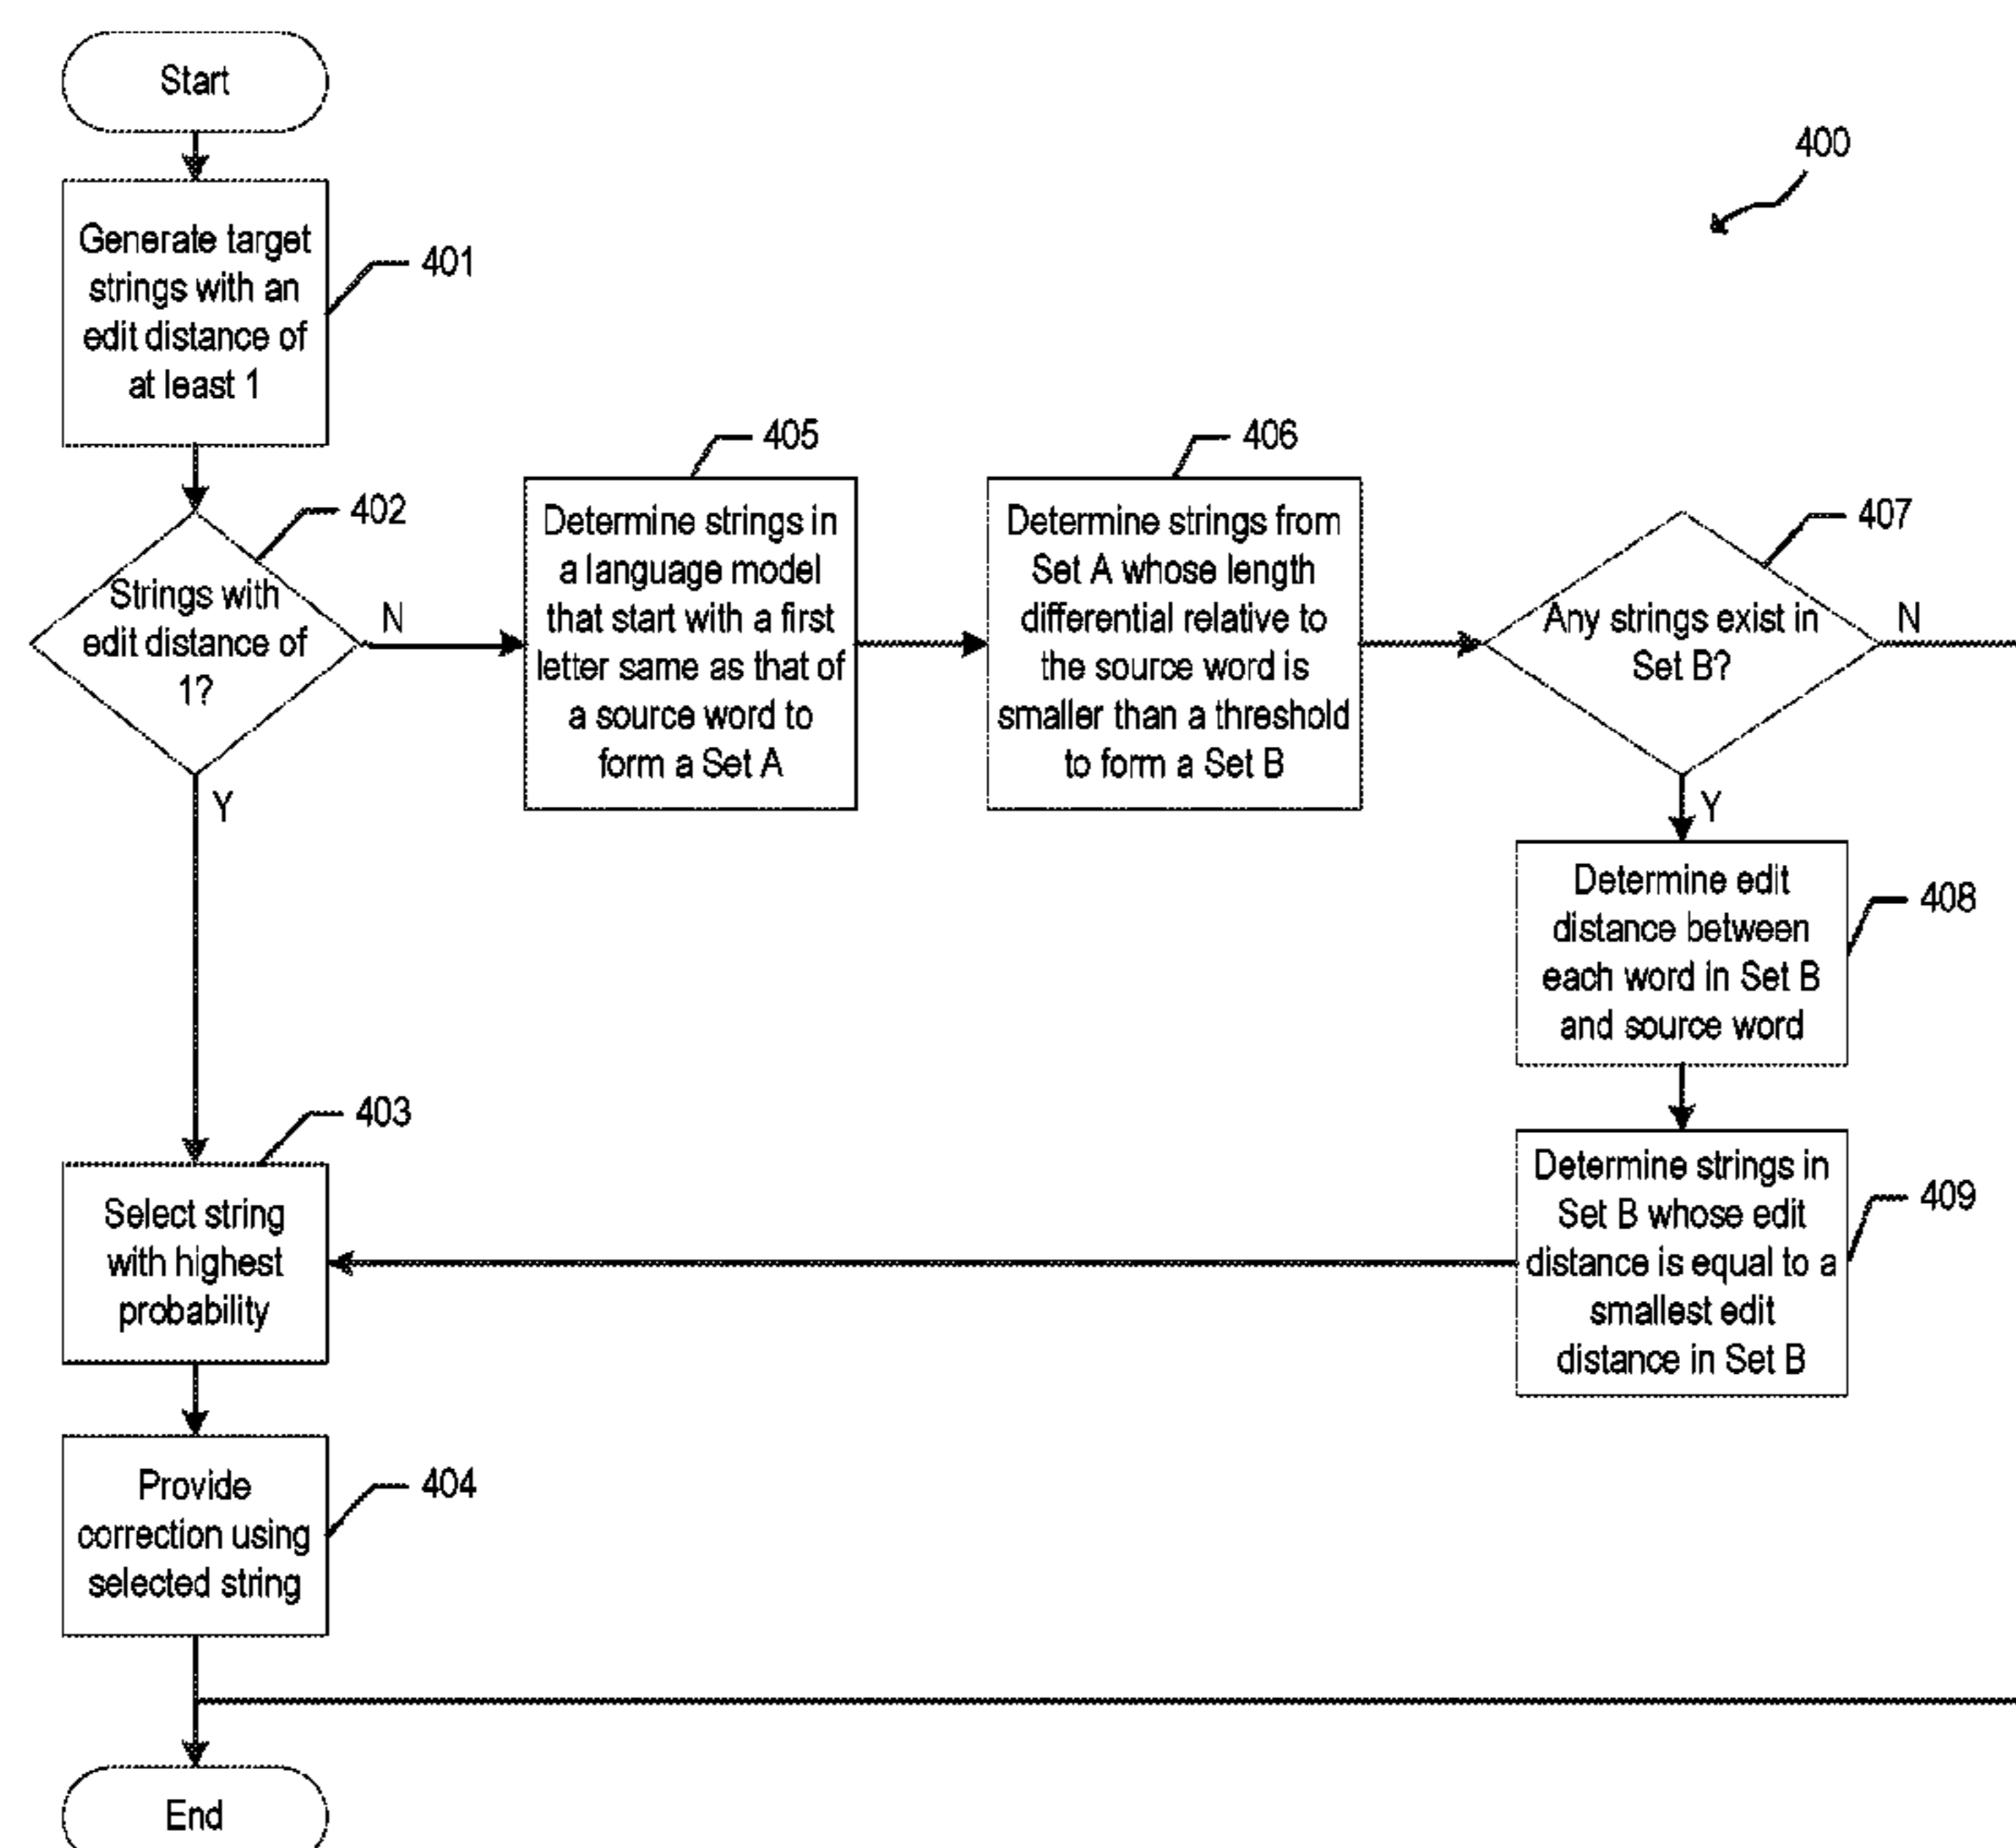 Start
400
Generate target
strings with an
edit distance of
at least 1
401
402
Strings with
edit distance of
1?
N
Y
405
Determine strings in
a language model
that start with a first
letter same as that of
a source word to
form a Set A
406
Determine strings from
Set A whose length
differential relative to
the source word is
smaller than a threshold
to form a Set B
407
Any strings exist in
Set B?
N
Y
Determine edit
distance between
each word in Set B
and source word
408
Determine strings in
Set B whose edit
distance is equal to a
smallest edit
distance in Set B
409
403
Select string
with highest
probability
Provide
correction using
selected string
404
End